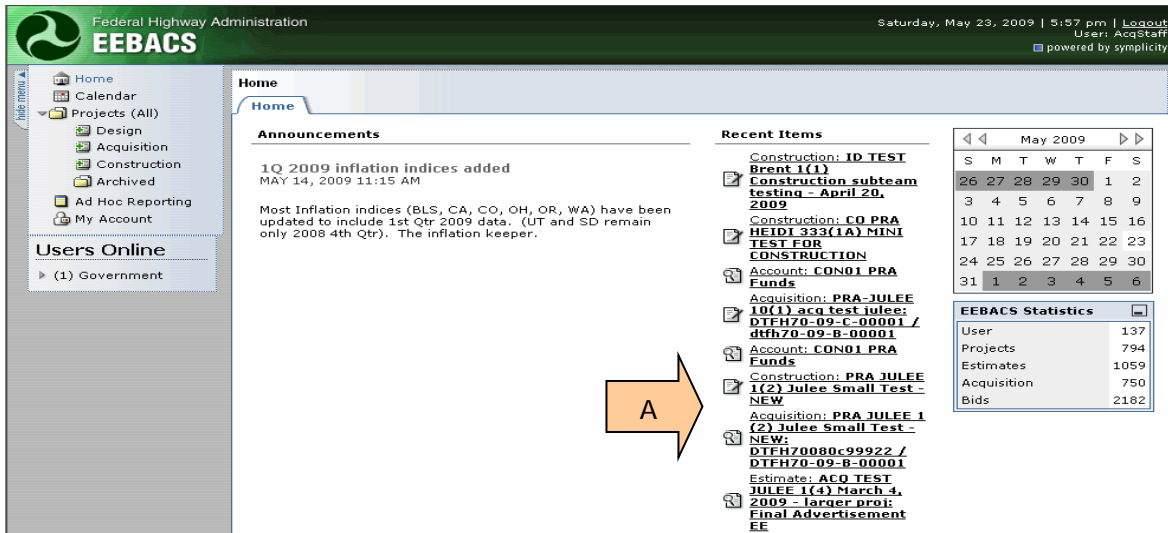 Federal Highway Administration
EEBACS
Saturday, May 23, 2009 | 5:57 pm | Logout
User: AcqStaff
powered by symplicity
hide menu
Home
Calendar
Projects (All)
Design
Acquisition
Construction
Archived
Ad Hoc Reporting
My Account
Users Online
(1) Government
Home
Home
Announcements
1Q 2009 inflation indices added
MAY 14, 2009 11:15 AM
Most Inflation indices (BLS, CA, CO, OH, OR, WA) have been
updated to include 1st Qtr 2009 data. (UT and SD remain
only 2008 4th Qtr). The inflation keeper.
A
Recent Items
Construction: ID TEST
Brent 1(1)
Construction subteam
testing - April 20,
2009
Construction: CO PRA
HEIDI 333(1A) MINI
TEST FOR
CONSTRUCTION
Account: CON01 PRA
Funds
Acquisition: PRA-JULEE
10(1) acq test julee:
DTFH70-09-C-00001 /
dtfh70-09-B-00001
Account: CON01 PRA
Funds
Construction: PRA JULEE
1(2) Julee Small Test -
NEW
Acquisition: PRA JULEE 1
(2) Julee Small Test -
NEW:
DTFH70080c99922 /
DTFH70-09-B-00001
Estimate: ACQ TEST
JULEE 1(4) March 4,
2009 - larger proj:
Final Advertisement
EE
May 2009
S M T W T F S
26 27 28 29 30 1 2
3 4 5 6 7 8 9
10 11 12 13 14 15 16
17 18 19 20 21 22 23
24 25 26 27 28 29 30
31 1 2 3 4 5 6
EEBACS Statistics
User 137
Projects 794
Estimates 1059
Acquisition 750
Bids 2182